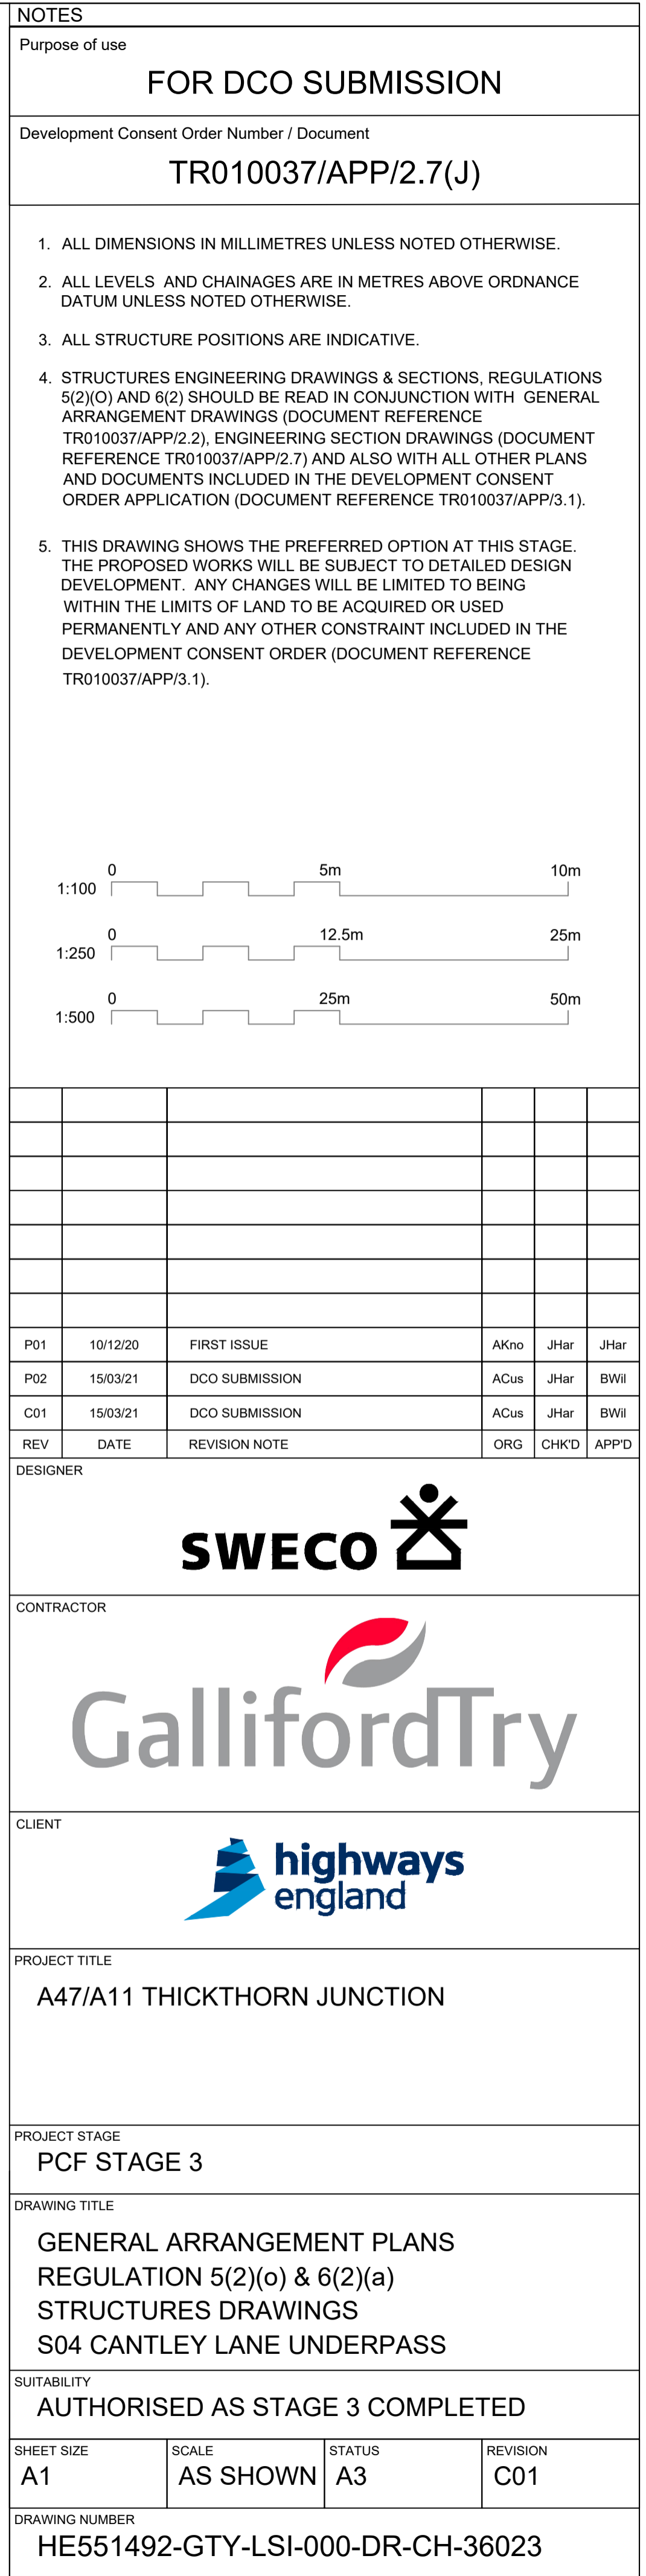 NOTES
Purpose of use
FOR DCO SUBMISSION
Development Consent Order Number / Document
TR010037/APP/2.7(J)
1. ALL DIMENSIONS IN MILLIMETRES UNLESS NOTED OTHERWISE.
2. ALL LEVELS AND CHAINAGES ARE IN METRES ABOVE ORDNANCE
DATUM UNLESS NOTED OTHERWISE.
3. ALL STRUCTURE POSITIONS ARE INDICATIVE.
4. STRUCTURES ENGINEERING DRAWINGS & SECTIONS, REGULATIONS
5(2)(O) AND 6(2) SHOULD BE READ IN CONJUNCTION WITH GENERAL
ARRANGEMENT DRAWINGS (DOCUMENT REFERENCE
TR010037/APP/2.2), ENGINEERING SECTION DRAWINGS (DOCUMENT
REFERENCE TR010037/APP/2.7) AND ALSO WITH ALL OTHER PLANS
AND DOCUMENTS INCLUDED IN THE DEVELOPMENT CONSENT
ORDER APPLICATION (DOCUMENT REFERENCE TR010037/APP/3.1).
5. THIS DRAWING SHOWS THE PREFERRED OPTION AT THIS STAGE.
THE PROPOSED WORKS WILL BE SUBJECT TO DETAILED DESIGN
DEVELOPMENT. ANY CHANGES WILL BE LIMITED TO BEING
WITHIN THE LIMITS OF LAND TO BE ACQUIRED OR USED
PERMANENTLY AND ANY OTHER CONSTRAINT INCLUDED IN THE
DEVELOPMENT CONSENT ORDER (DOCUMENT REFERENCE
TR010037/APP/3.1).
0 5m 10m
1:100
0 12.5m 25m
1:250
0 25m 50m
1:500
P01 10/12/20 FIRST ISSUE AKno JHar JHar
P02 15/03/21 DCO SUBMISSION ACus JHar BWil
C01 15/03/21 DCO SUBMISSION ACus JHar BWil
REV DATE REVISION NOTE ORG CHK'D APP'D
DESIGNER
SWECO
CONTRACTOR
GallifordTry
CLIENT
highways
england
PROJECT TITLE
A47/A11 THICKTHORN JUNCTION
PROJECT STAGE
PCF STAGE 3
DRAWING TITLE
GENERAL ARRANGEMENT PLANS
REGULATION 5(2)(o) & 6(2)(a)
STRUCTURES DRAWINGS
S04 CANTLEY LANE UNDERPASS
SUITABILITY
AUTHORISED AS STAGE 3 COMPLETED
SHEET SIZE SCALE STATUS REVISION
A1 AS SHOWN A3 C01
DRAWING NUMBER
HE551492-GTY-LSI-000-DR-CH-36023